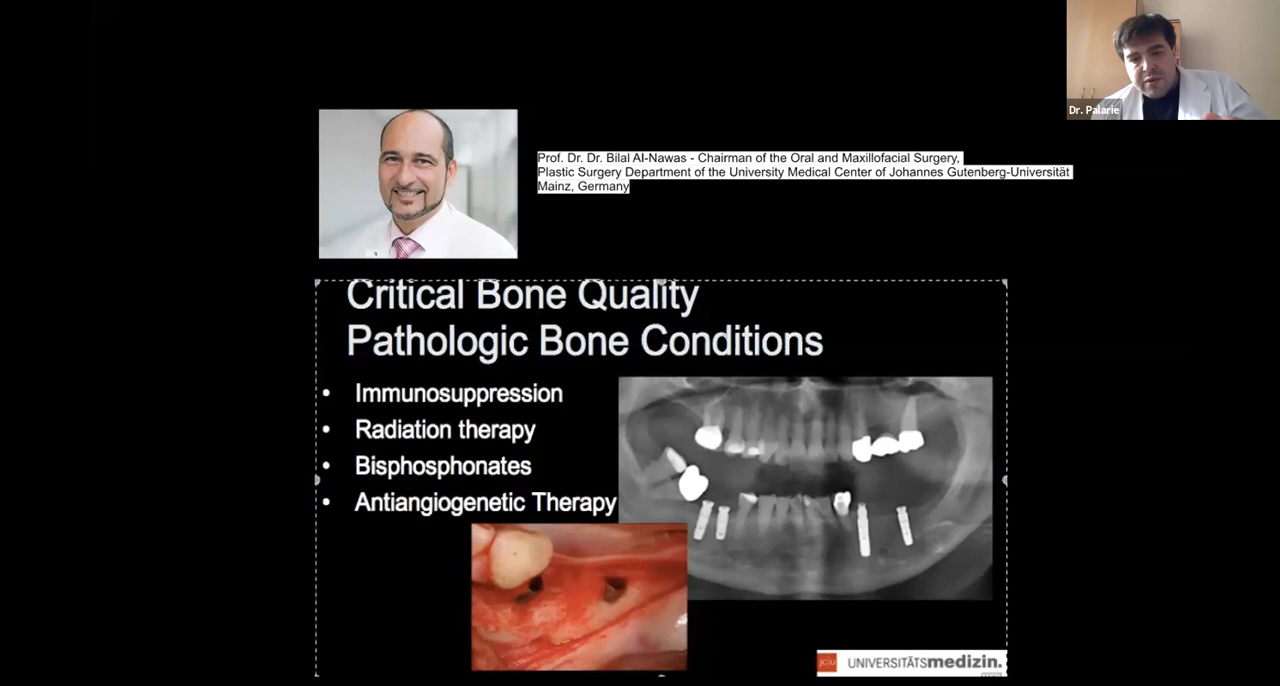 Dr. Palarie
Prof. Dr. Dr. Bilal Al-Nawas - Chairman of the Oral and Maxillofacial Surgery,
Plastic Surgery Department of the University Medical Center of Johannes Gutenberg-Universität
Mainz, Germany
Critical Bone Quality
Pathologic Bone Conditions
• Immunosuppression
• Radiation therapy
• Bisphosphonates
• Antiangiogenetic Therapy
JGU UNIVERSITÄTSmedizin.